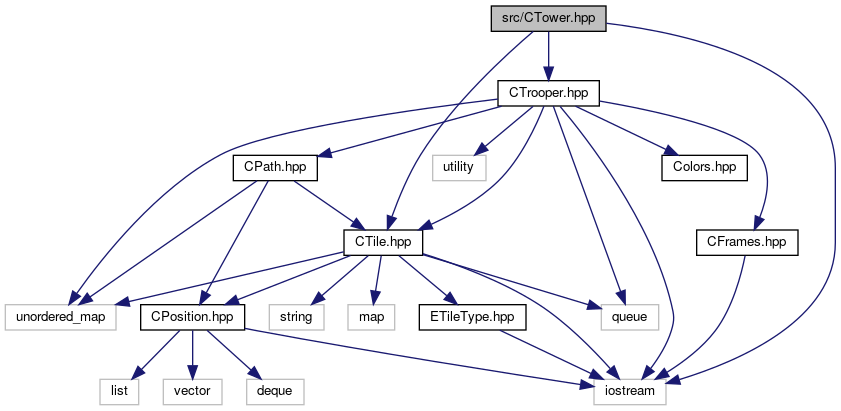 src/CTower.hpp
CTrooper.hpp
CPath.hpp
utility
Colors.hpp
CTile.hpp
CFrames.hpp
unordered_map
CPosition.hpp
string
map
ETileType.hpp
queue
list
vector
deque
iostream